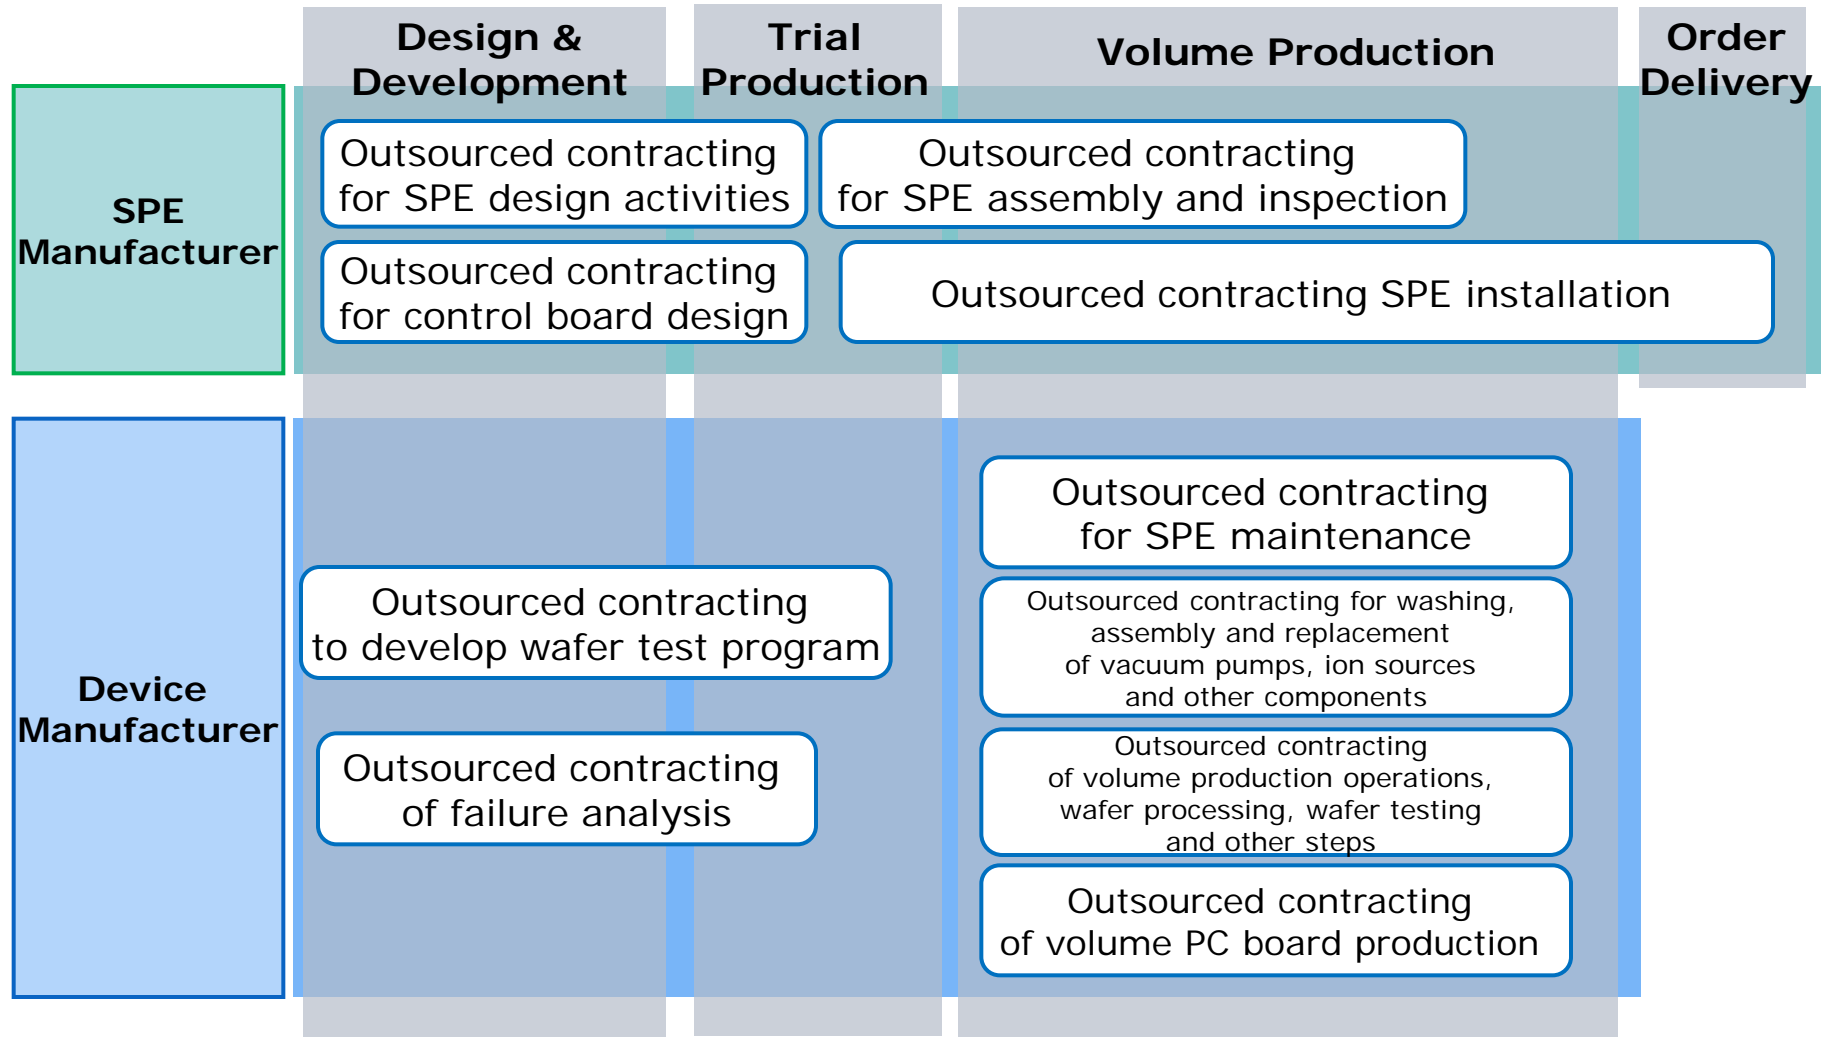 Design &
Development
Trial
Production
Volume Production
Order
Delivery
SPE
Manufacturer
Outsourced contracting
for SPE design activities
Outsourced contracting
for SPE assembly and inspection
Outsourced contracting
for control board design
Outsourced contracting SPE installation
Device
Manufacturer
Outsourced contracting
to develop wafer test program
Outsourced contracting
of failure analysis
Outsourced contracting
for SPE maintenance
Outsourced contracting for washing,
assembly and replacement
of vacuum pumps, ion sources
and other components
Outsourced contracting
of volume production operations,
wafer processing, wafer testing
and other steps
Outsourced contracting
of volume PC board production